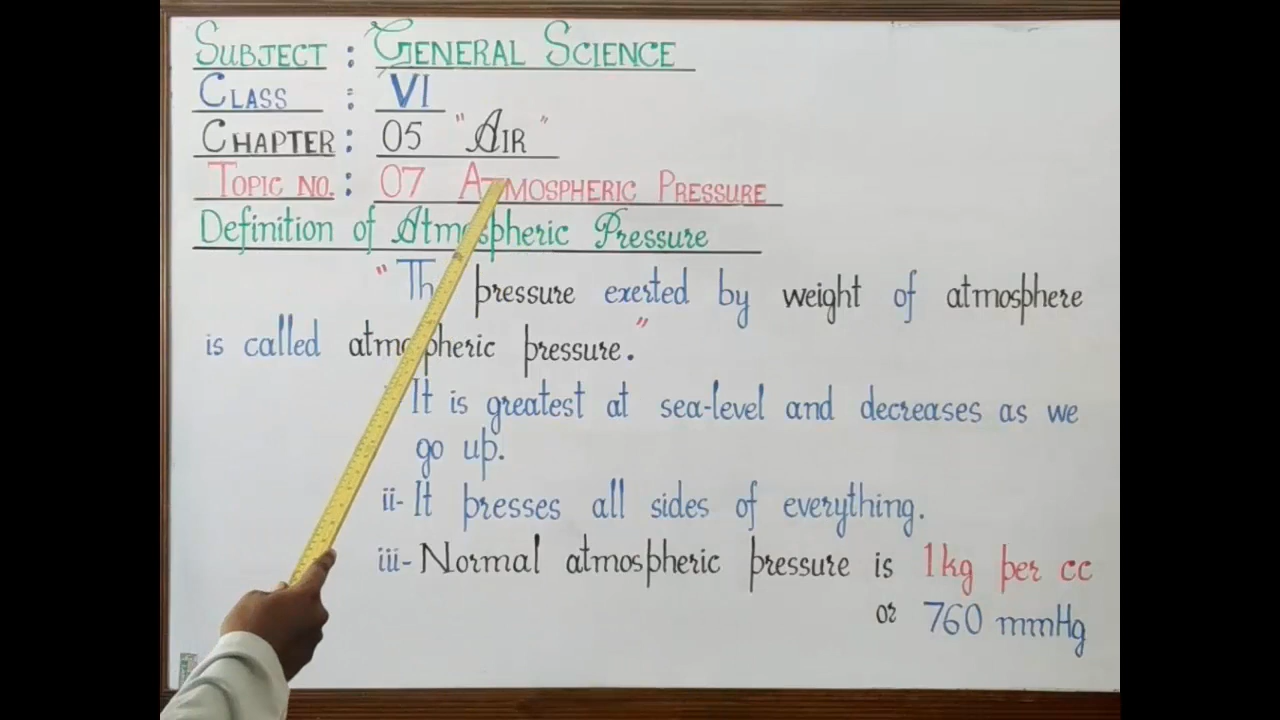 SUBJECT : GENERAL SCIENCE
CLASS : VI
CHAPTER : 05 "AIR"
TOPIC NO. : 07 ATMOSPHERIC PRESSURE
Definition of Atmospheric Pressure
"Th pressure exerted by weight of atmosphere
is called atmospheric pressure."
It is greatest at sea-level and decreases as we
go up.
ii- It presses all sides of everything.
iii- Normal atmospheric pressure is 1kg per cc
or 760 mmHg